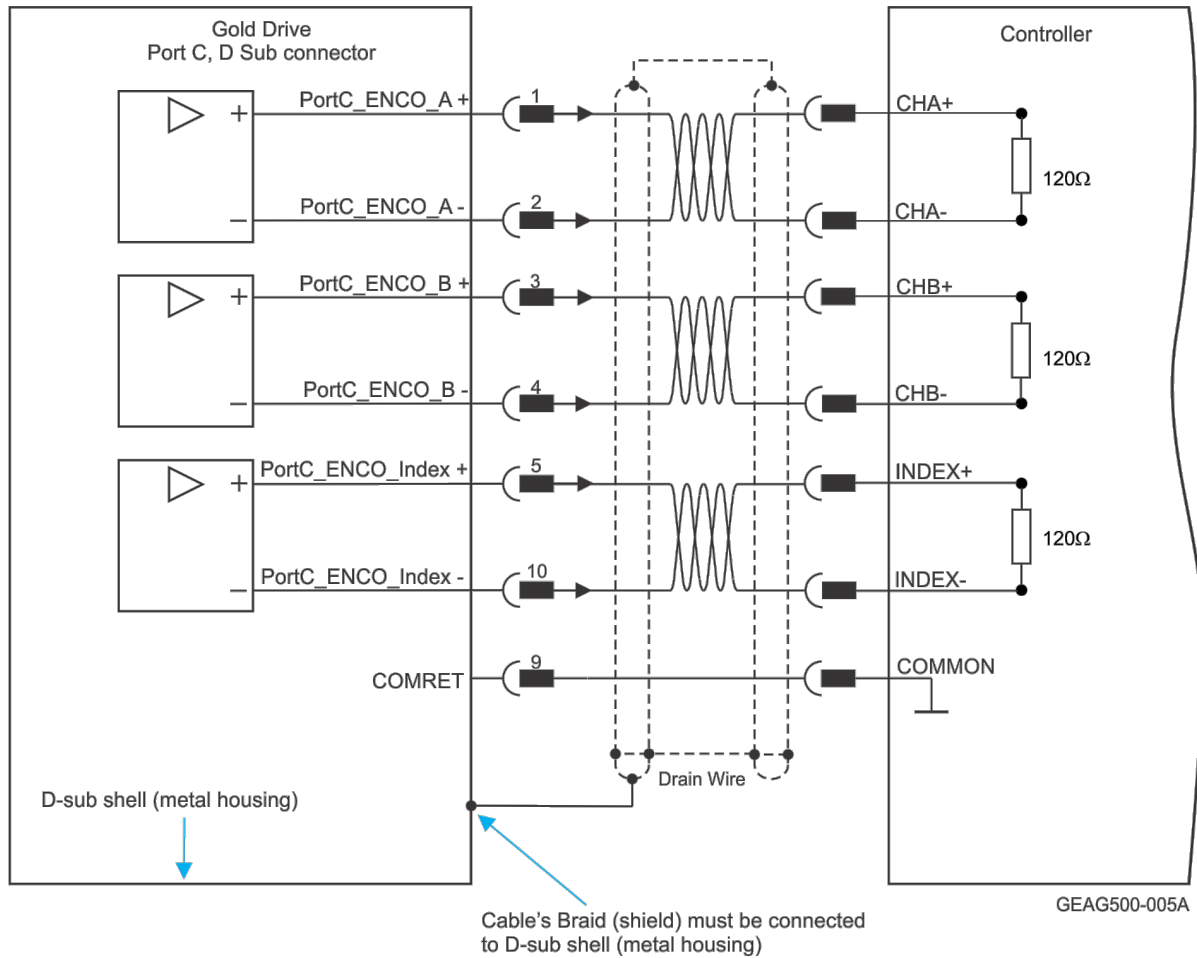 Gold Drive
Port C, D Sub connector
Controller
PortC_ENCO_A +
1
CHA+
120Ω
PortC_ENCO_A -
2
CHA-
PortC_ENCO_B +
3
CHB+
120Ω
PortC_ENCO_B -
4
CHB-
PortC_ENCO_Index +
5
INDEX+
120Ω
PortC_ENCO_Index -
10
INDEX-
COMRET
9
COMMON
Drain Wire
D-sub shell (metal housing)
GEAG500-005A
Cable's Braid (shield) must be connected
to D-sub shell (metal housing)